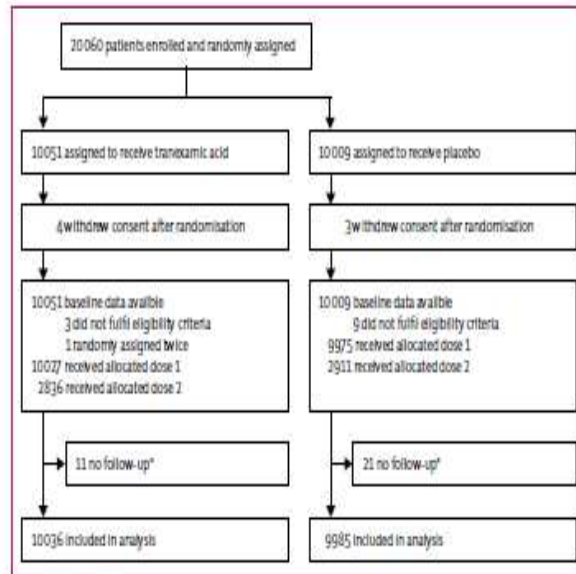 20060 patients enrolled and randomly assigned
10051 assigned to receive tranexamic acid
10009 assigned to receive placebo
4 withdrew consent after randomisation
3 withdrew consent after randomisation
10051 baseline data availble
3 did not fulfil eligibility criteria
1 randomly assigned twice
10027 received allocated dose 1
2836 received allocated dose 2
10009 baseline data availble
9 did not fulfil eligibility criteria
9975 received allocated dose 1
2911 received allocated dose 2
11 no follow-up*
21 no follow-up*
10036 included in analysis
9985 included in analysis